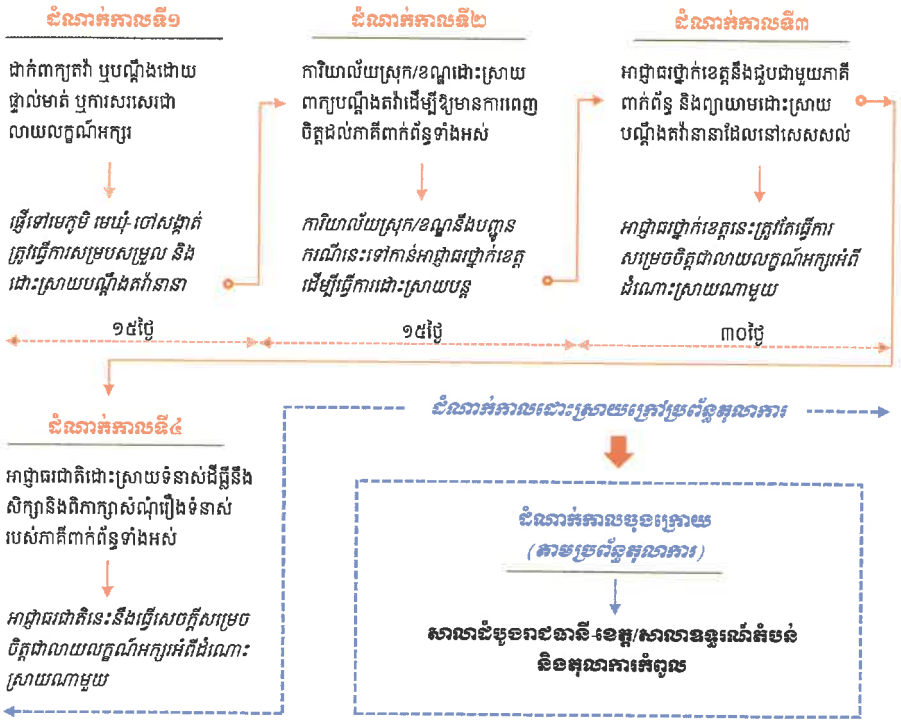 ដំណាក់កាលទី១
ដាក់ពាក្យតវ៉ា ឬបណ្តឹងដោយ
ផ្ទាល់មាត់ ឬការសរសេរជា
លាយលក្ខណ៍អក្សរ
ផ្ញើទៅមេភូមិ មេឃុំ-ចៅសង្កាត់
ត្រូវធ្វើការសម្របសម្រួល និង
ដោះស្រាយបណ្តឹងតវ៉ានានា
១៥ថ្ងៃ
ដំណាក់កាលទី២
ការិយាល័យស្រុក/ខណ្ឌដោះស្រាយ
ពាក្យបណ្តឹងតវ៉ាដើម្បីឱ្យមានការពេញ
ចិត្តដល់ភាគីពាក់ព័ន្ធទាំងអស់
ការិយាល័យស្រុក/ខណ្ឌនឹងបញ្ជូន
ករណីនេះទៅកាន់អាជ្ញាធរថ្នាក់ខេត្ត
ដើម្បីធ្វើការដោះស្រាយបន្ត
១៥ថ្ងៃ
ដំណាក់កាលទី៣
អាជ្ញាធរថ្នាក់ខេត្តនឹងជួបជាមួយភាគី
ពាក់ព័ន្ធ និងព្យាយាមដោះស្រាយ
បណ្តឹងតវ៉ានានាដែលនៅសេសសល់
អាជ្ញាធរថ្នាក់ខេត្តនេះត្រូវតែធ្វើការ
សម្រេចចិត្តជាលាយលក្ខណ៍អក្សរអំពី
ដំណោះស្រាយណាមួយ
៣០ថ្ងៃ
ដំណាក់កាលទី៤
អាជ្ញាធរជាតិដោះស្រាយទំនាស់ដីធ្លីនឹង
សិក្សានិងពិភាក្សាសំណុំរឿងទំនាស់
របស់ភាគីពាក់ព័ន្ធទាំងអស់
អាជ្ញាធរជាតិនេះនឹងធ្វើសេចក្តីសម្រេច
ចិត្តជាលាយលក្ខណ៍អក្សរអំពីដំណោះ
ស្រាយណាមួយ
ដំណាក់កាលដោះស្រាយក្រៅប្រព័ន្ធតុលាការ
ដំណាក់កាលចុងក្រោយ
(តាមប្រព័ន្ធតុលាការ)
សាលាដំបូងរាជធានី-ខេត្ត/សាលាឧទ្ធរណ៍តំបន់
និងតុលាការកំពូល